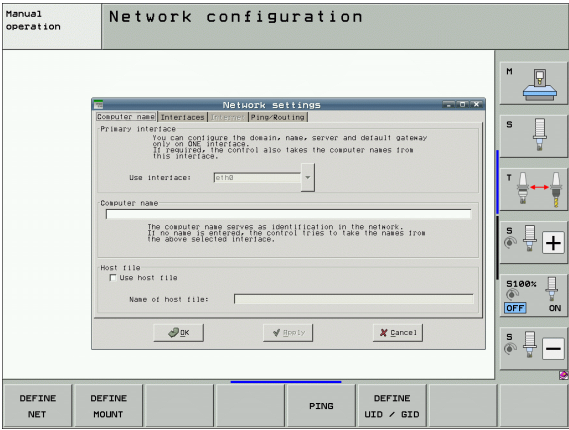 Manual
operation
Network configuration
Network settings
Computer name Interfaces Internet Ping/Routing
Primary interface
You can configure the domain, name, server and default gateway
only on ONE interface.
If required, the control also takes the computer names from
this interface.
Use interface: eth0
Computer name
The computer name serves as identification in the network.
If no name is entered, the control tries to take the names from
the above selected interface.
Host file
Use host file
Name of host file:
OK Apply Cancel
M
S
T
S
S100%
OFF ON
S
DEFINE
NET
DEFINE
MOUNT
PING
DEFINE
UID / GID